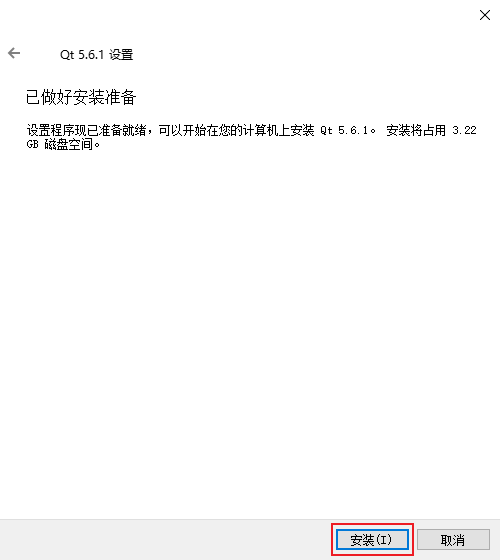 Qt 5.6.1 设置
已做好安装准备
设置程序现已准备就绪，可以开始在您的计算机上安装 Qt 5.6.1。 安装将占用 3.22
GB 磁盘空间。
安装(I)
取消